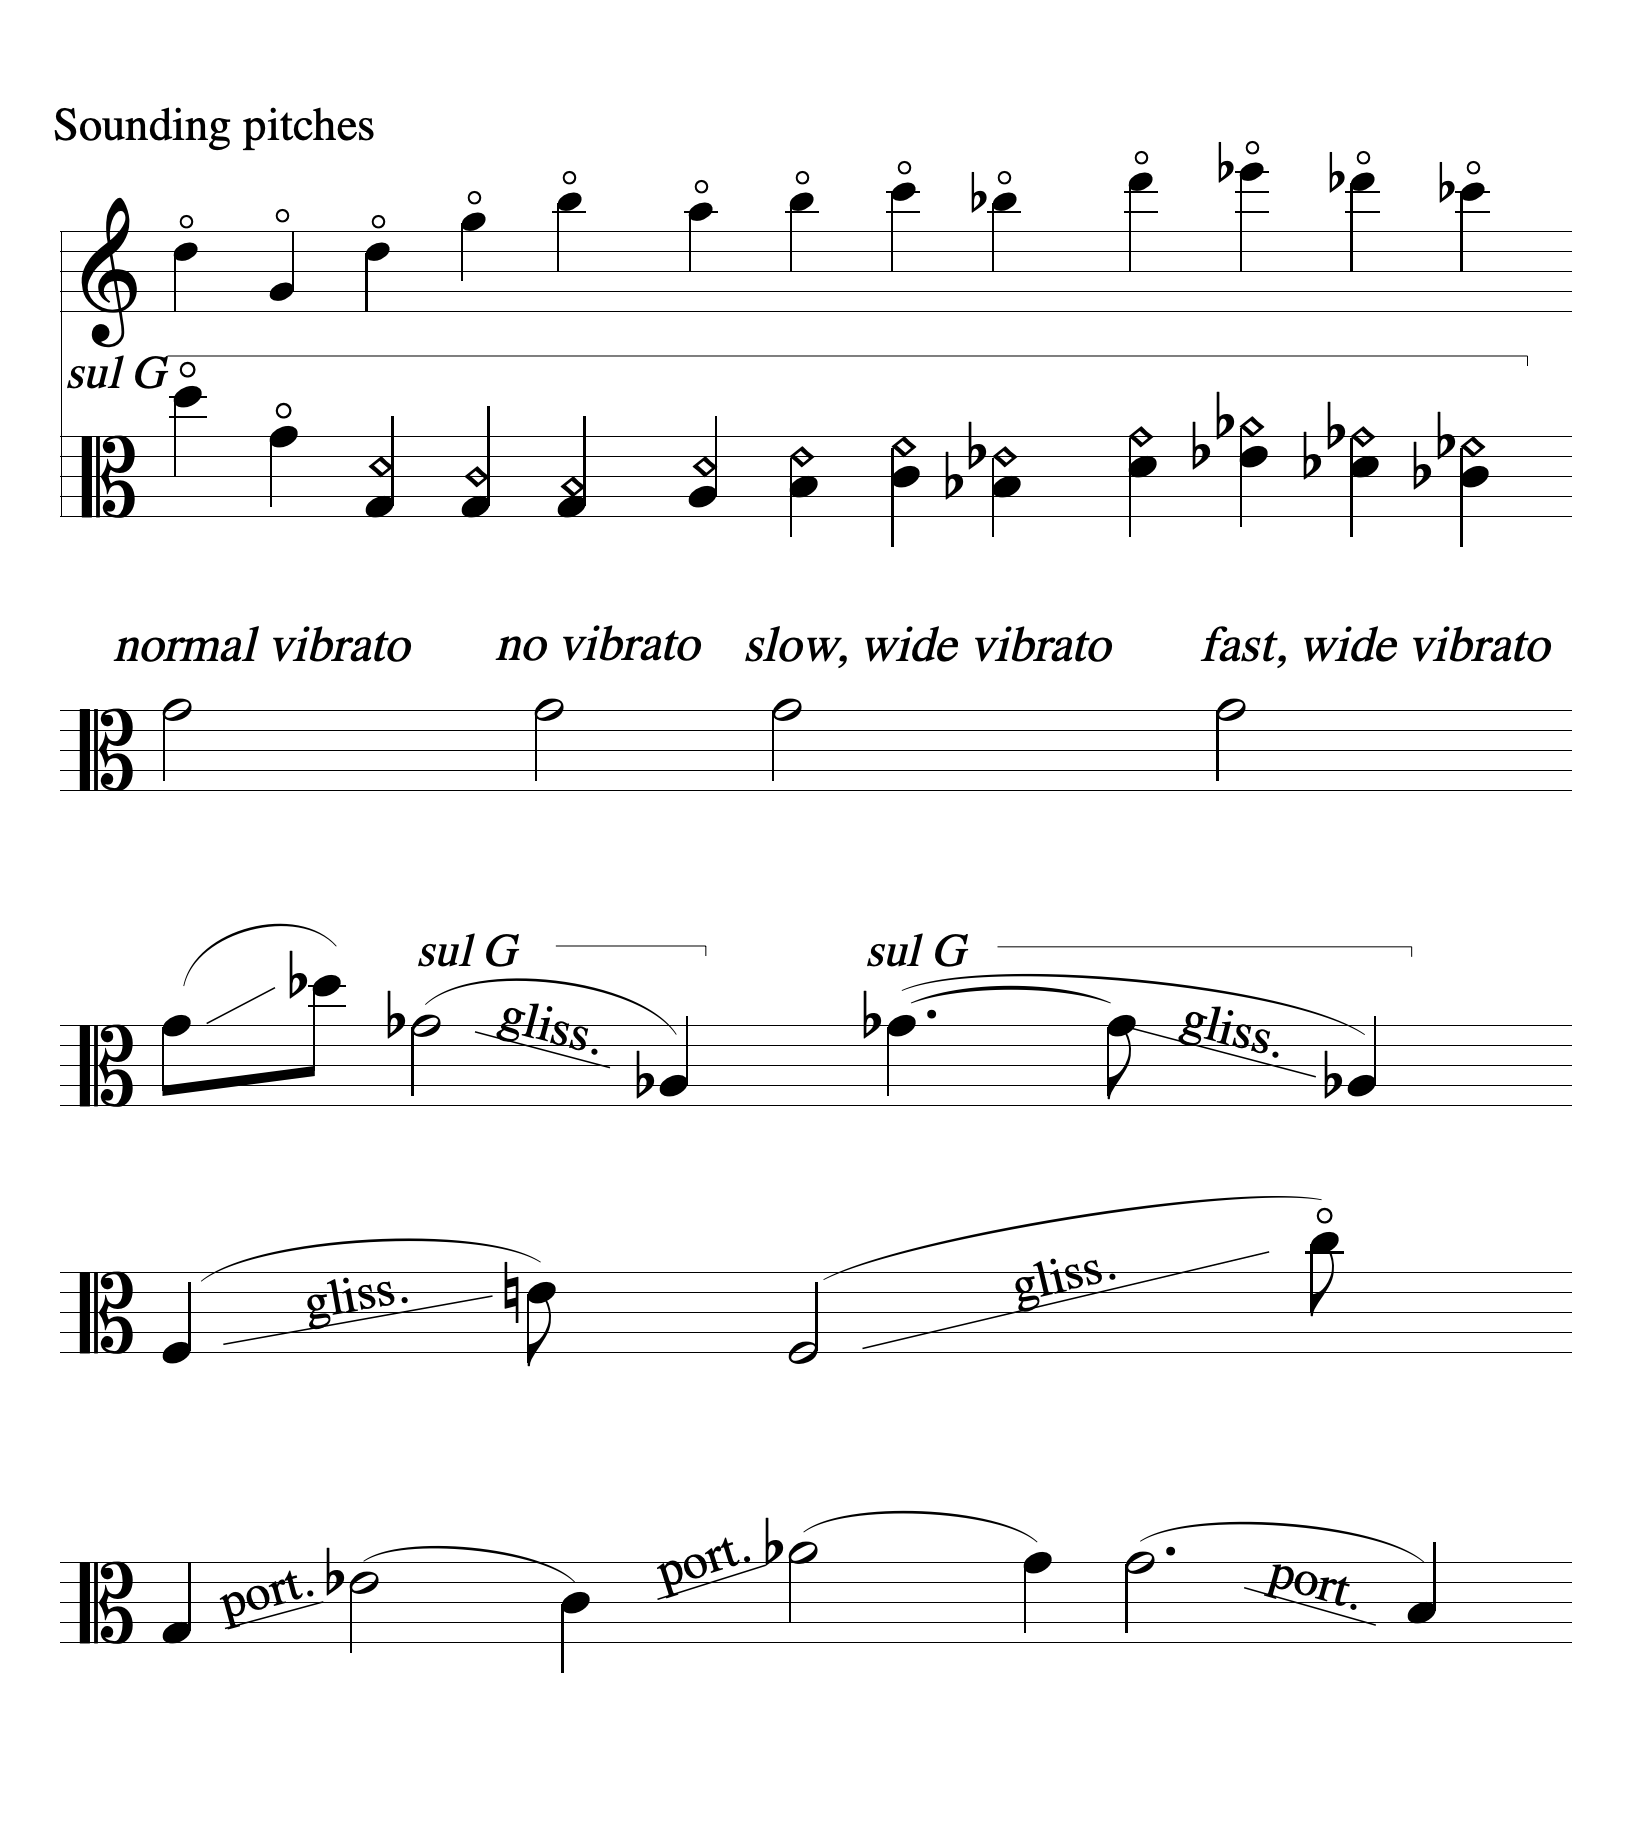 Sounding pitches
sul G
normal vibrato no vibrato slow, wide vibrato fast, wide vibrato
sul G sul G
gliss. gliss.
gliss. gliss.
port. port. port.